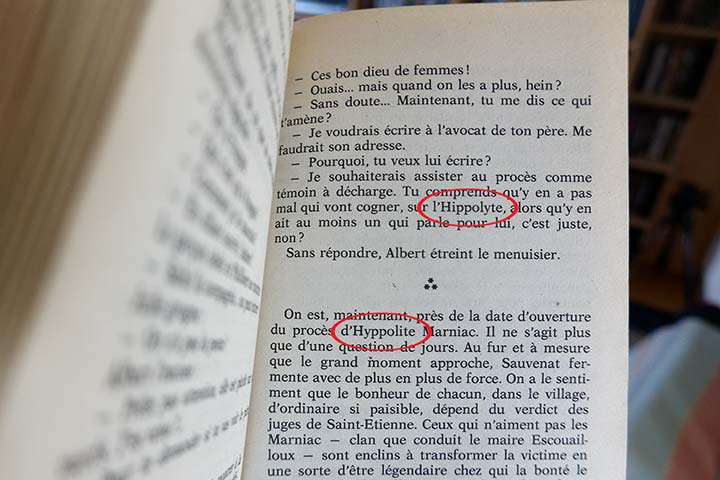 — Ces bon dieu de femmes !
— Ouais... mais quand on les a plus, hein ?
— Sans doute... Maintenant, tu me dis ce qui
t'amène ?
— Je voudrais écrire à l'avocat de ton père. Me
faudrait son adresse.
— Pourquoi, tu veux lui écrire ?
— Je souhaiterais assister au procès comme
témoin à décharge. Tu comprends qu'y en a pas
mal qui vont cogner, sur l'Hippolyte, alors qu'y en
ait au moins un qui parle pour lui, c'est juste,
non ?
Sans répondre, Albert étreint le menuisier.
On est, maintenant, près de la date d'ouverture
du procès d'Hyppolite Marniac. Il ne s'agit plus
que d'une question de jours. Au fur et à mesure
que le grand moment approche, Sauvenat fer-
mente avec de plus en plus de force. On a le senti-
ment que le bonheur de chacun, dans le village,
d'ordinaire si paisible, dépend du verdict des
juges de Saint-Etienne. Ceux qui n'aiment pas les
Marniac — clan que conduit le maire Escouail-
loux — sont enclins à transformer la victime en
une sorte d'être légendaire chez qui la bonté le